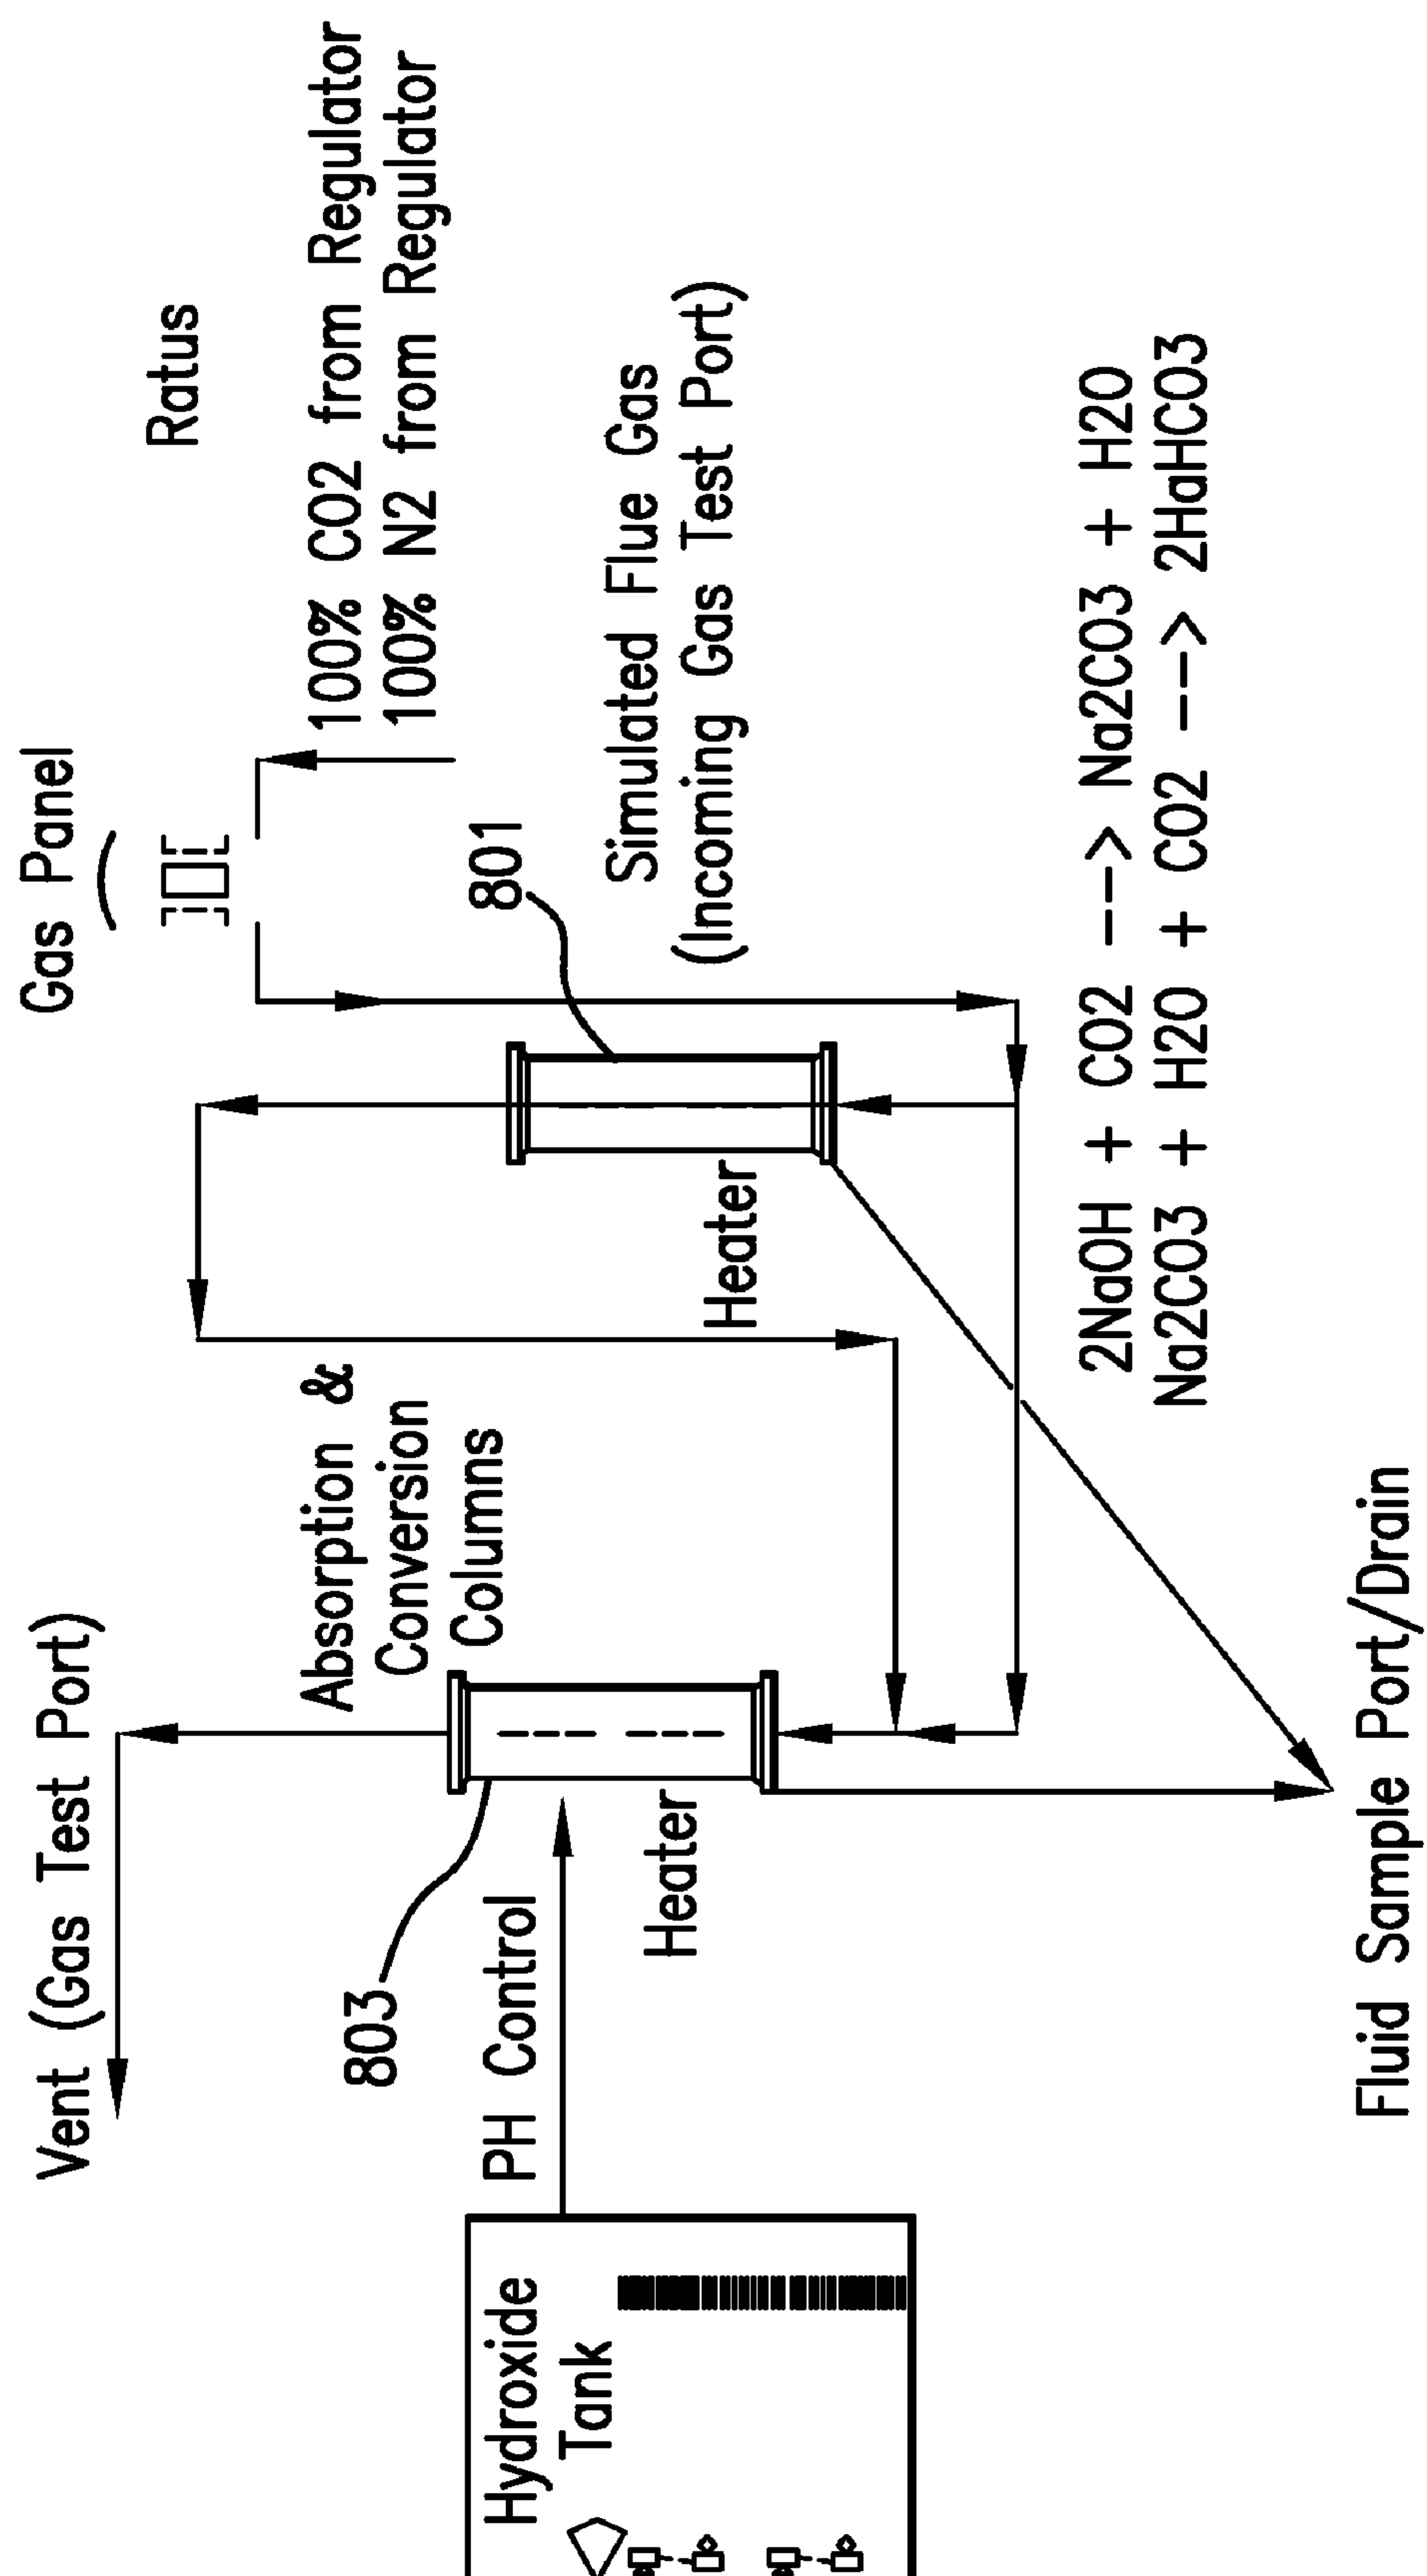 Vent (Gas Test Port)
Gas Panel
Ratus
100% CO2 from Regulator
100% N2 from Regulator
Absorption &
Conversion
Columns
803
801
PH Control
Hydroxide
Tank
Heater
Heater
Simulated Flue Gas
(Incoming Gas Test Port)
2NaOH + CO2 --> Na2CO3 + H2O
Na2CO3 + H2O + CO2 --> 2HaHCO3
Fluid Sample Port/Drain